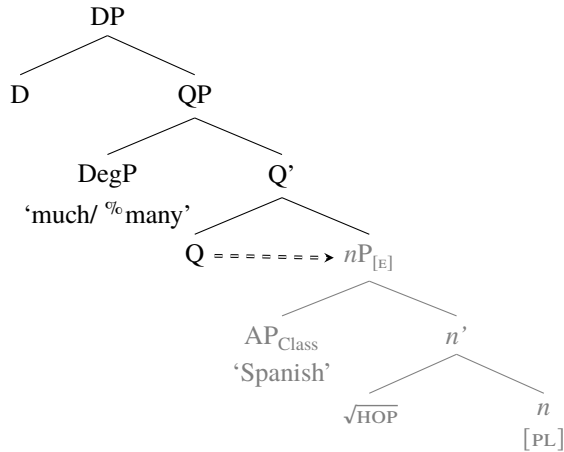 DP
D QP
DegP Q'
'much/ %many'
Q nP[E]
APClass n'
'Spanish'
√HOP n
[PL]